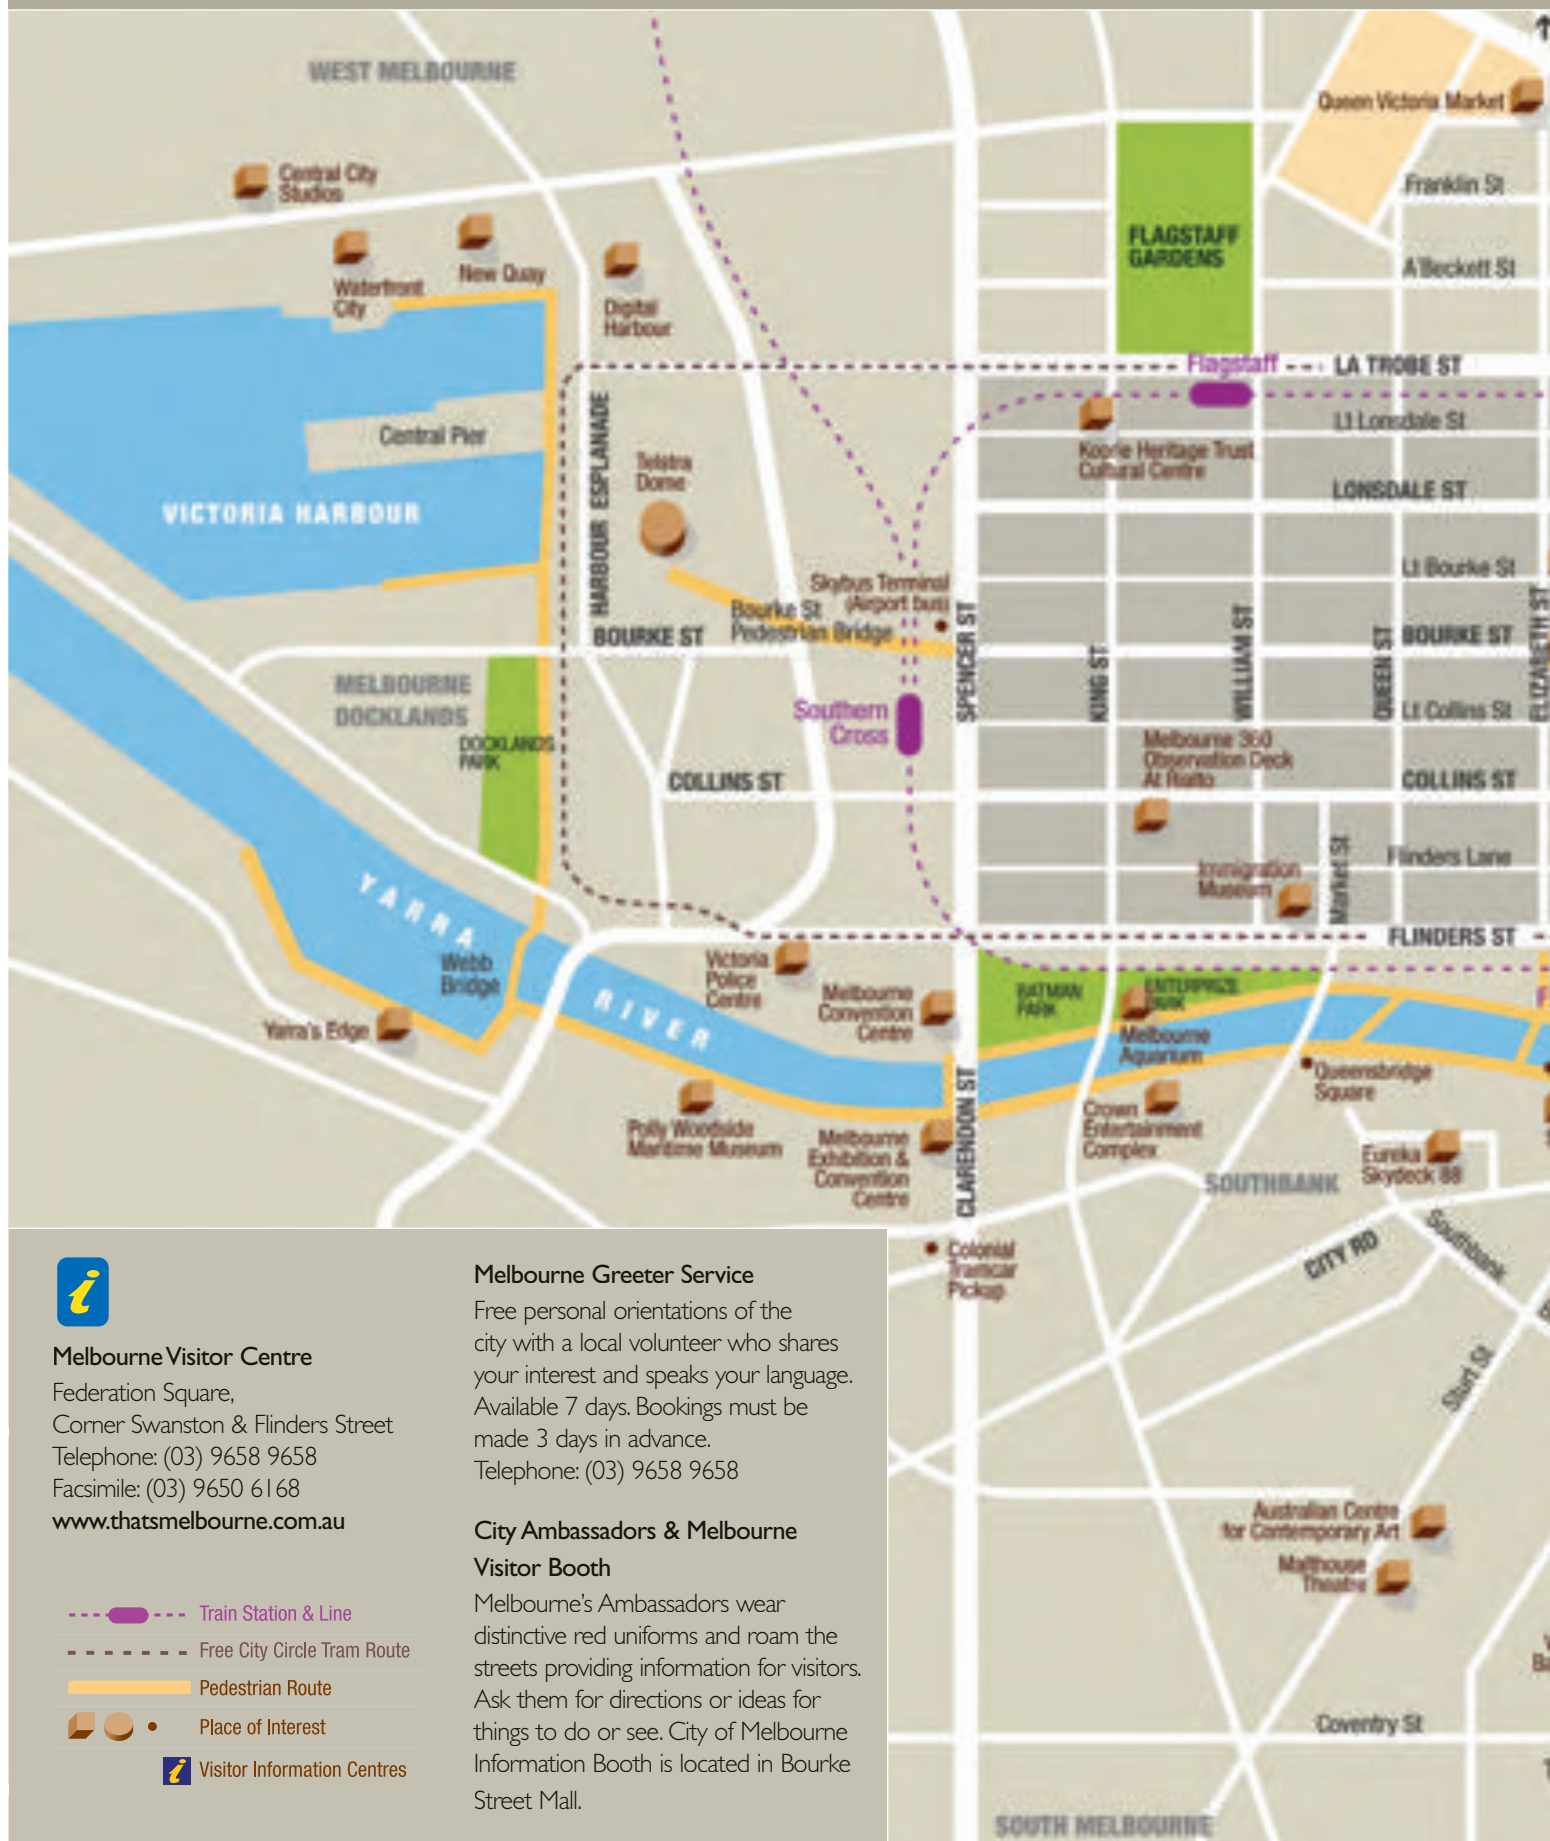 WEST MELBOURNE
Queen Victoria Market
Central City
Studios
Franklin St
FLAGSTAFF
GARDENS
New Quay
A'Beckett St
Waterfront
City
Digital
Harbour
Flagstaff
LA TROBE ST
Lt Lonsdale St
Central Pier
HARBOUR ESPLANADE
Koorie Heritage Trust
Cultural Centre
Telstra
Dome
LONSDALE ST
VICTORIA HARBOUR
Lt Bourke St
Skybus Terminal
(Airport bus)
Bourke St
Pedestrian Bridge
BOURKE ST
SPENCER ST
KING ST
WILLIAM ST
QUEEN ST
ELIZABETH ST
BOURKE ST
MELBOURNE
DOCKLANDS
Southern
Cross
Lt Collins St
DOCKLANDS
PARK
Melbourne 360
Observation Deck
At Rialto
COLLINS ST
COLLINS ST
Market St
Flinders Lane
Immigration
Museum
YARRA
RIVER
FLINDERS ST
Webb
Bridge
Victoria
Police
Centre
Melbourne
Convention
Centre
BATMAN
PARK
ENTERPRIZE
PARK
Yarra's Edge
Melbourne
Aquarium
Queensbridge
Square
CLARENDON ST
Polly Woodside
Maritime Museum
Melbourne
Exhibition &
Convention
Centre
Crown
Entertainment
Complex
Eureka
Skydeck 88
SOUTHBANK
CITY RD
Southbank
Colonial
Tramcar
Pickup
Sturt St
Australian Centre
for Contemporary Art
Malthouse
Theatre
Coventry St
SOUTH MELBOURNE
i
Melbourne Visitor Centre
Federation Square,
Corner Swanston & Flinders Street
Telephone: (03) 9658 9658
Facsimile: (03) 9650 6168
www.thatsmelbourne.com.au
Train Station & Line
Free City Circle Tram Route
Pedestrian Route
Place of Interest
i Visitor Information Centres
Melbourne Greeter Service
Free personal orientations of the
city with a local volunteer who shares
your interest and speaks your language.
Available 7 days. Bookings must be
made 3 days in advance.
Telephone: (03) 9658 9658
City Ambassadors & Melbourne
Visitor Booth
Melbourne's Ambassadors wear
distinctive red uniforms and roam the
streets providing information for visitors.
Ask them for directions or ideas for
things to do or see. City of Melbourne
Information Booth is located in Bourke
Street Mall.